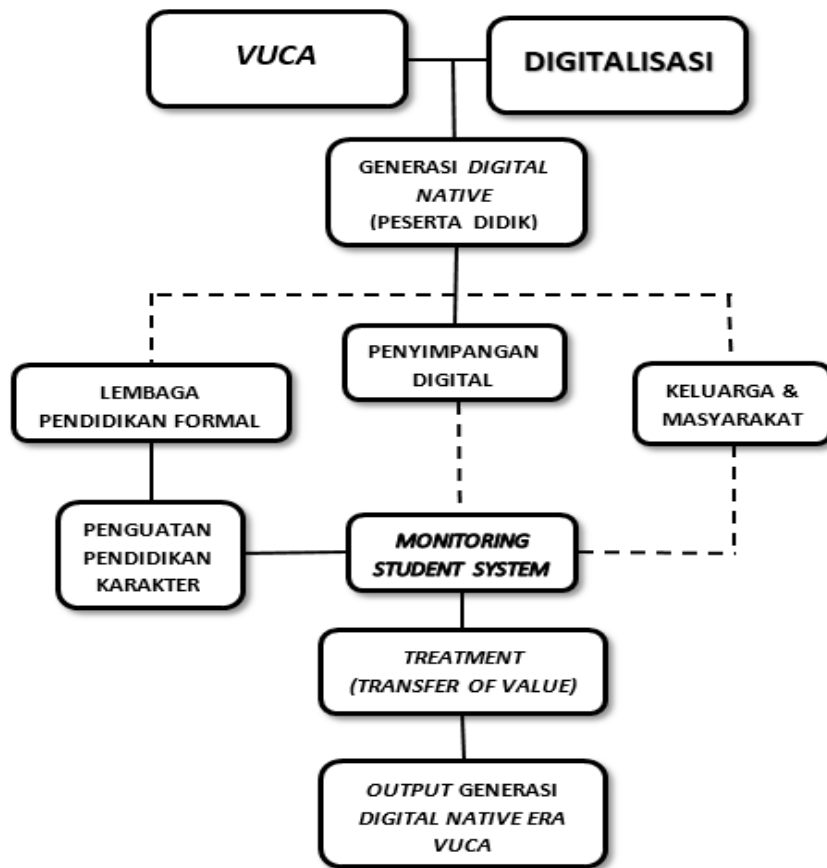 VUCA
DIGITALISASI
GENERASI DIGITAL
NATIVE
(PESERTA DIDIK)
PENYIMPANGAN
DIGITAL
LEMBAGA
PENDIDIKAN FORMAL
KELUARGA &
MASYARAKAT
PENGUATAN
PENDIDIKAN
KARAKTER
MONITORING
STUDENT SYSTEM
TREATMENT
(TRANSFER OF VALUE)
OUTPUT GENERASI
DIGITAL NATIVE ERA
VUCA